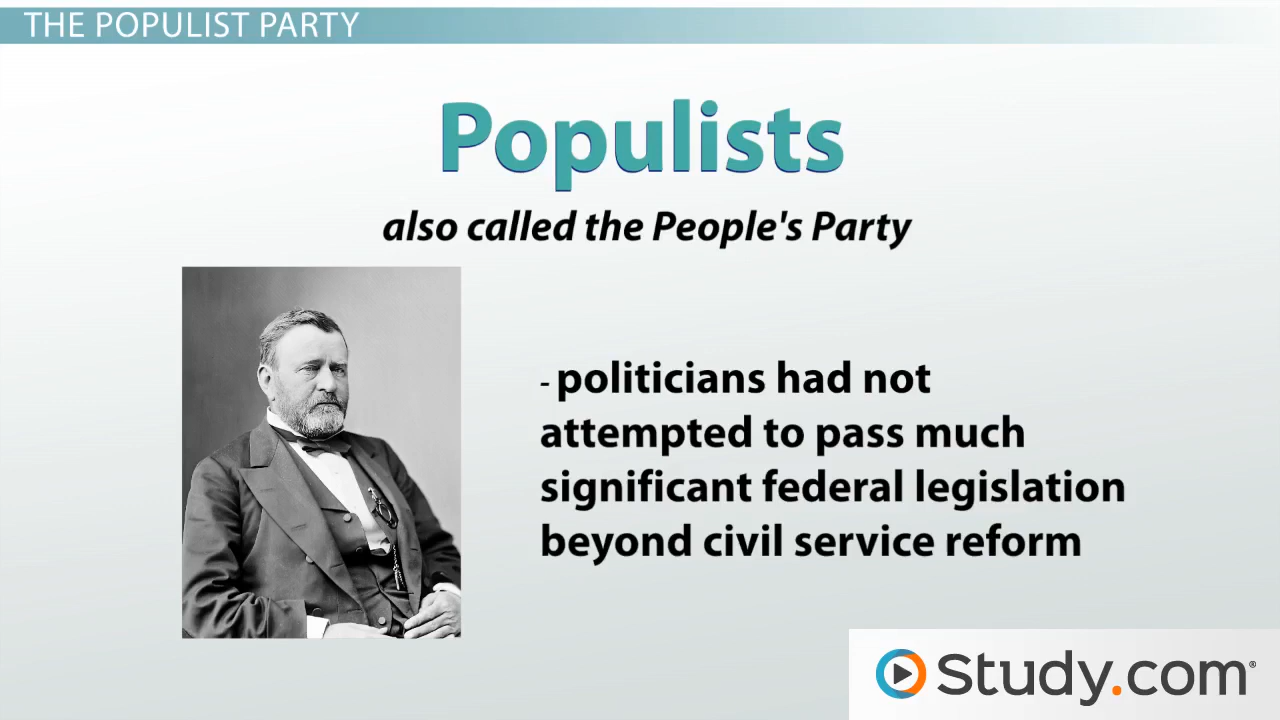 THE POPULIST PARTY
Populists
also called the People's Party
- politicians had not
attempted to pass much
significant federal legislation
beyond civil service reform
Study.com®